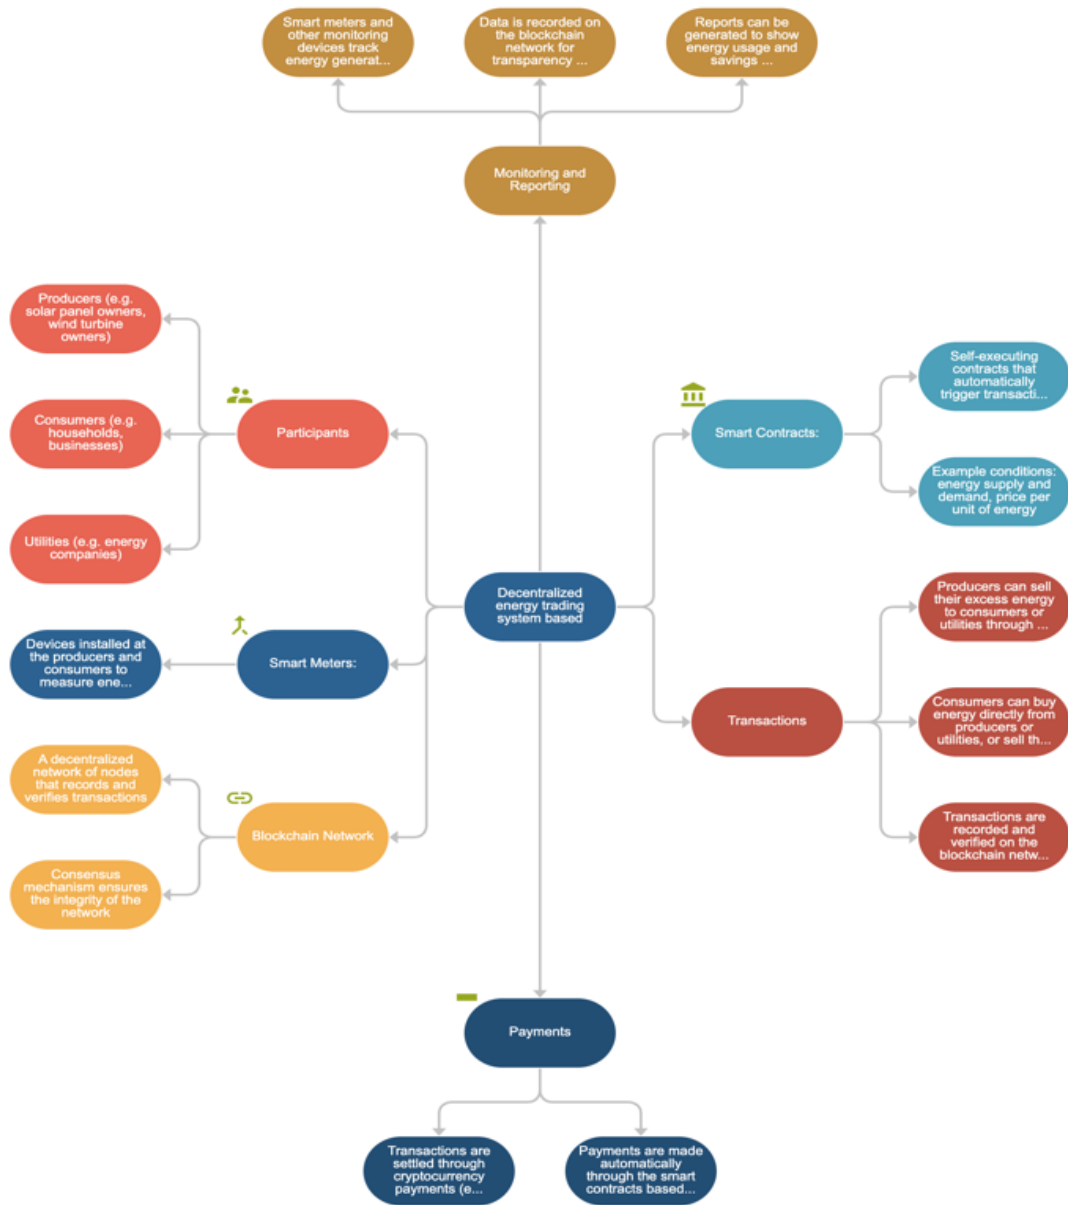 Smart meters and
other monitoring
devices track
energy generat...
Data is recorded on
the blockchain
network for
transparency ...
Reports can be
generated to show
energy usage and
savings ...
Monitoring and
Reporting
Producers (e.g.
solar panel owners,
wind turbine
owners)
Consumers (e.g.
households,
businesses)
Utilities (e.g. energy
companies)
Participants
Smart Contracts:
Self-executing
contracts that
automatically
trigger transacti...
Example conditions:
energy supply and
demand, price per
unit of energy
Decentralized
energy trading
system based
Devices installed at
the producers and
consumers to
measure ene...
Smart Meters:
Transactions
Producers can sell
their excess energy
to consumers or
utilities through ...
Consumers can buy
energy directly from
producers or
utilities, or sell th...
Transactions are
recorded and
verified on the
blockchain netw...
A decentralized
network of nodes
that records and
verifies transactions
Consensus
mechanism ensures
the integrity of the
network
Blockchain Network
Payments
Transactions are
settled through
cryptocurrency
payments (e...
Payments are made
automatically
through the smart
contracts based...